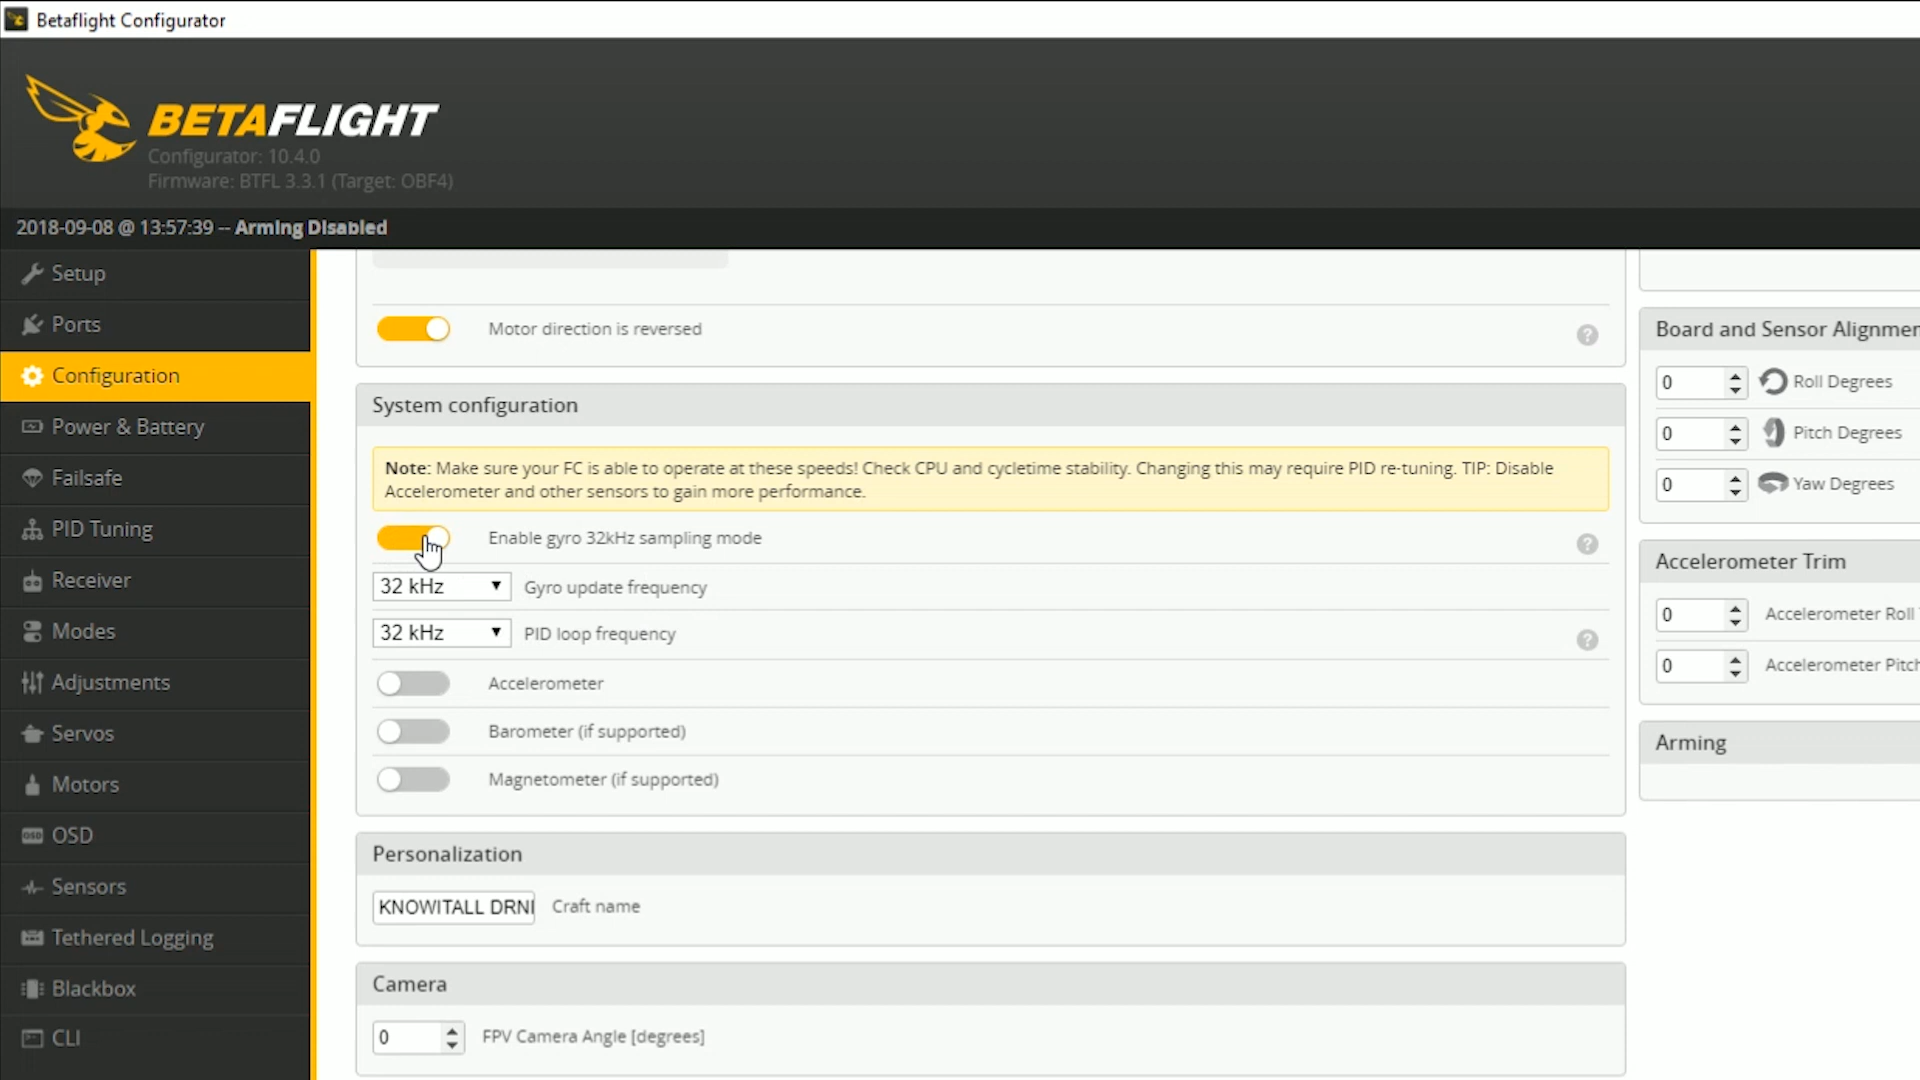 Betaflight Configurator
BETAFLIGHT
Configurator: 10.4.0
Firmware: BTFL 3.3.1 (Target: OBF4)
2018-09-08 @ 13:57:39 -- Arming Disabled
Setup
Ports
Configuration
Power & Battery
Failsafe
PID Tuning
Receiver
Modes
Adjustments
Servos
Motors
OSD
Sensors
Tethered Logging
Blackbox
CLI
Motor direction is reversed
System configuration
Note: Make sure your FC is able to operate at these speeds! Check CPU and cycletime stability. Changing this may require PID re-tuning. TIP: Disable
Accelerometer and other sensors to gain more performance.
Enable gyro 32kHz sampling mode
32 kHz Gyro update frequency
32 kHz PID loop frequency
Accelerometer
Barometer (if supported)
Magnetometer (if supported)
Personalization
KNOWITALL DRN Craft name
Camera
0 FPV Camera Angle [degrees]
Board and Sensor Alignmen
0 Roll Degrees
0 Pitch Degrees
0 Yaw Degrees
Accelerometer Trim
0 Accelerometer Roll
0 Accelerometer Pitch
Arming